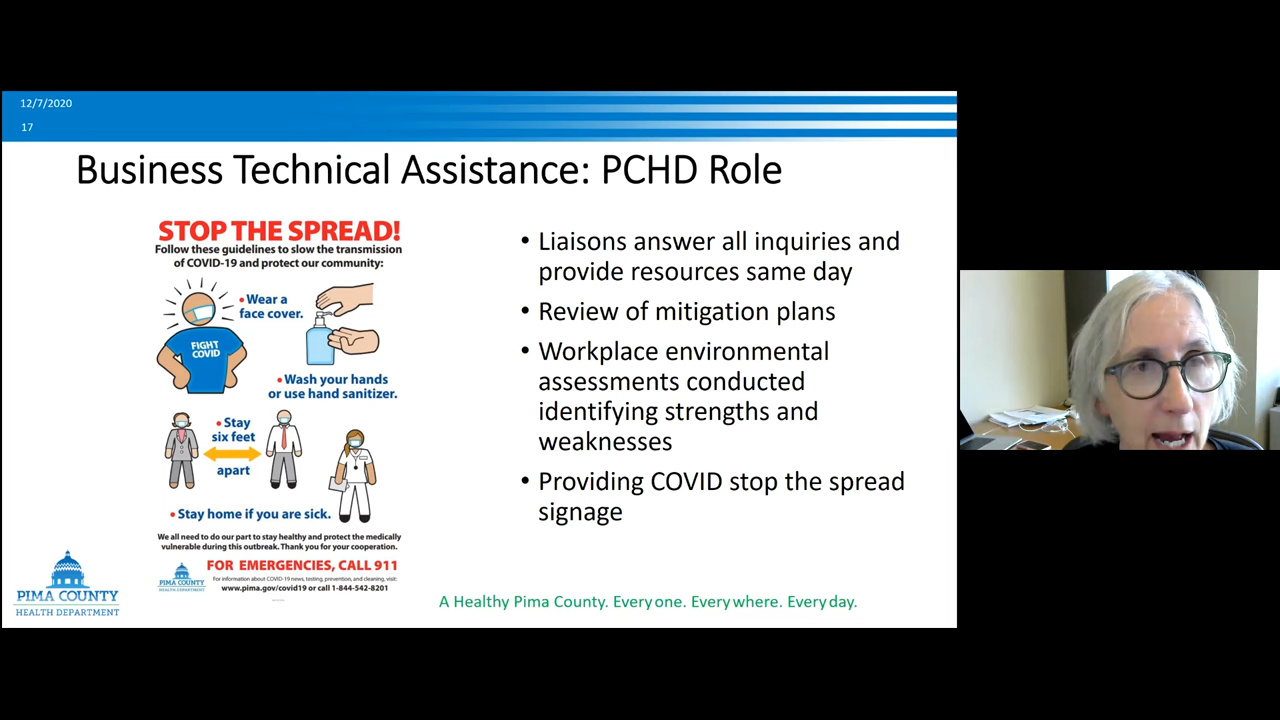 12/7/2020
17
Business Technical Assistance: PCHD Role
STOP THE SPREAD!
Follow these guidelines to slow the transmission
of COVID-19 and protect our community:
• Wear a
face cover.
FIGHT
COVID
• Wash your hands
or use hand sanitizer.
• Stay
six feet
apart
• Stay home if you are sick.
We all need to do our part to stay healthy and protect the medically
vulnerable during this outbreak. Thank you for your cooperation.
FOR EMERGENCIES, CALL 911
For information about COVID-19 news, testing, prevention, and cleaning, visit:
www.pima.gov/covid19 or call 1-844-542-8201
PIMA COUNTY
HEALTH DEPARTMENT
• Liaisons answer all inquiries and
provide resources same day
• Review of mitigation plans
• Workplace environmental
assessments conducted
identifying strengths and
weaknesses
• Providing COVID stop the spread
signage
PIMA COUNTY
HEALTH DEPARTMENT
A Healthy Pima County. Every one. Every where. Every day.